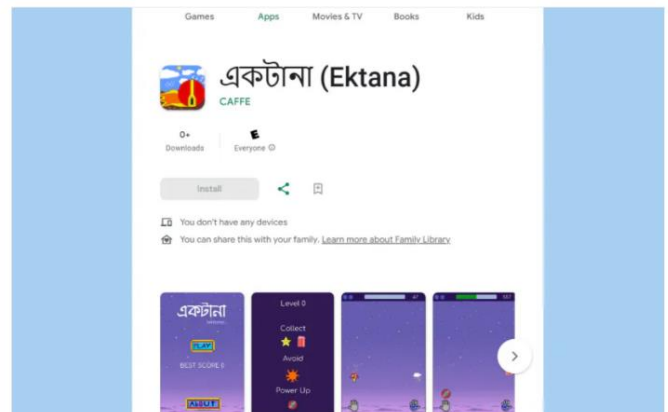 Games Apps Movies & TV Books Kids
একটানা (Ektana)
CAFFE
0+
Downloads
E
Everyone
Install
You don't have any devices
You can share this with your family. Learn more about Family Library
একটানা
PLAY
BEST SCORE
ABOUT
Level 0
Collect
Avoid
Power Up